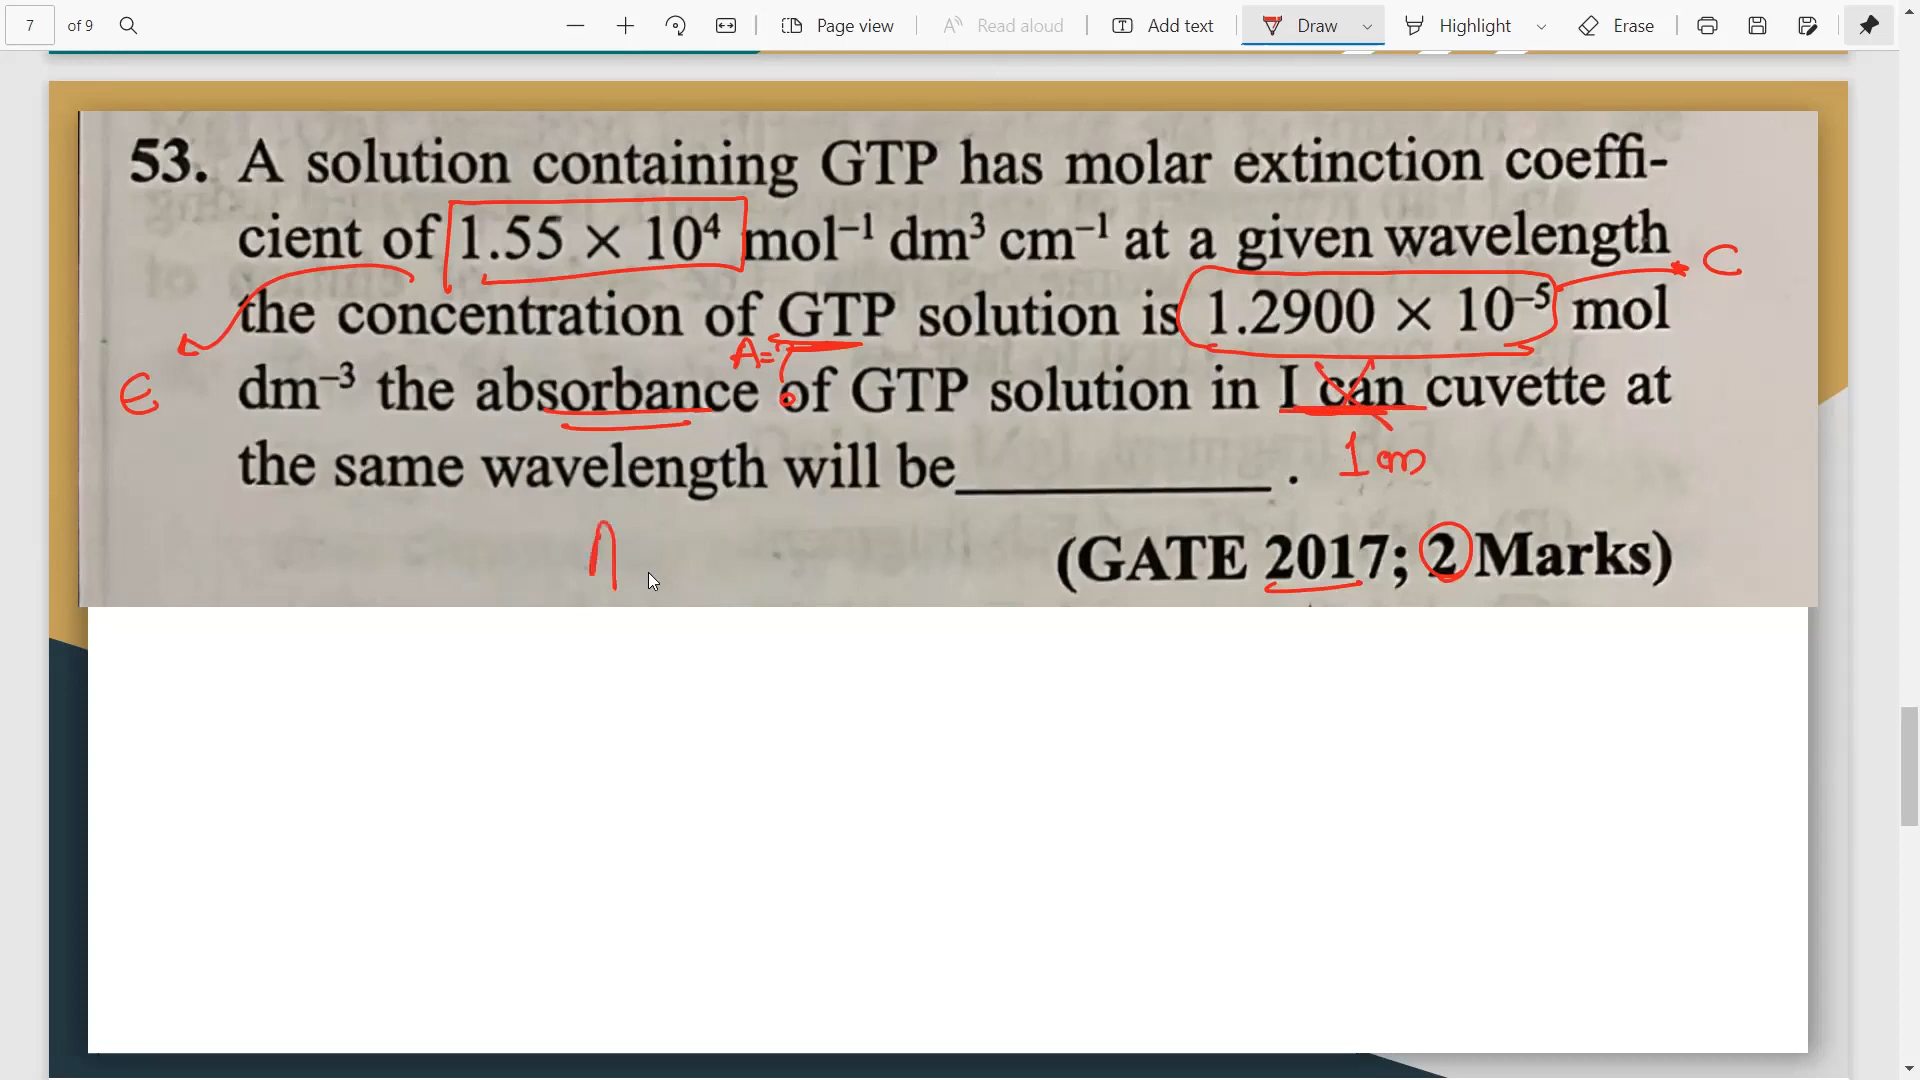 7 of 9 Page view Read aloud Add text Draw Highlight Erase
53. A solution containing GTP has molar extinction coeffi-
cient of 1.55 × 10⁴ mol⁻¹ dm³ cm⁻¹ at a given wavelength
C
the concentration of GTP solution is 1.2900 × 10⁻⁵ mol
A=?
ϵ
dm⁻³ the absorbance of GTP solution in I can cuvette at
1 cm
the same wavelength will be__________ .
(GATE 2017; 2 Marks)